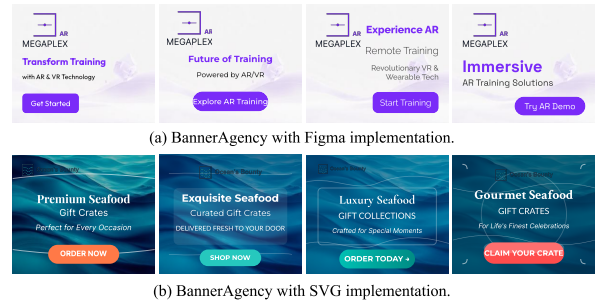 AR
MEGAPLEX
Transform Training
with AR & VR Technology
Get Started
AR
MEGAPLEX
Future of Training
Powered by AR/VR
Explore AR Training
AR
MEGAPLEX
Experience AR
Remote Training
Revolutionary VR &
Wearable Tech
Start Training
AR
MEGAPLEX
Immersive
AR Training Solutions
Try AR Demo
(a) BannerAgency with Figma implementation.
Premium Seafood
Gift Crates
Perfect for Every Occasion
ORDER NOW
Exquisite Seafood
Curated Gift Crates
DELIVERED FRESH TO YOUR DOOR
SHOP NOW
Luxury Seafood
GIFT COLLECTIONS
Crafted for Special Moments
ORDER TODAY →
Gourmet Seafood
GIFT CRATES
For Life's Finest Celebrations
CLAIM YOUR CRATE
(b) BannerAgency with SVG implementation.